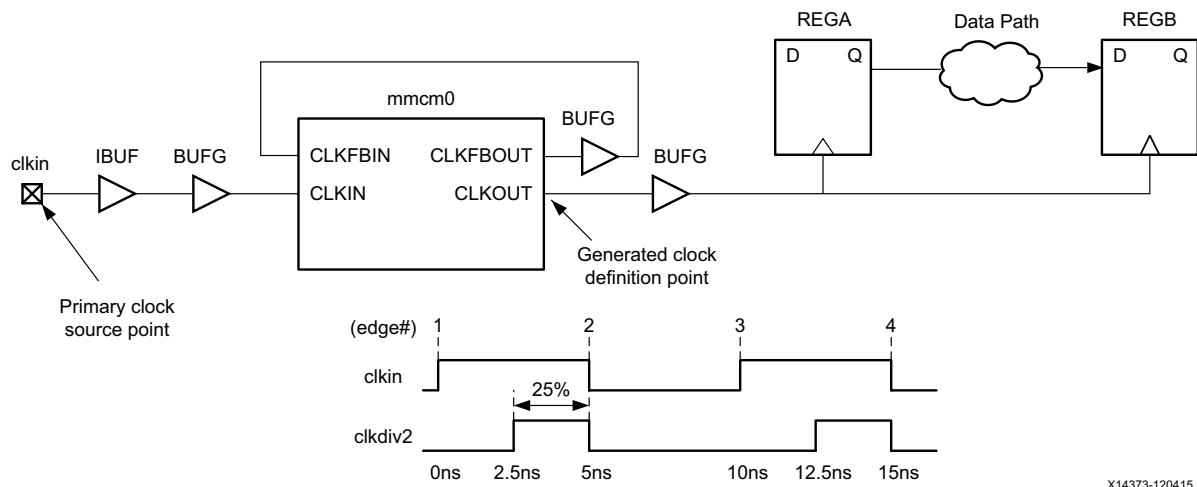 REGA
Data Path
REGB
D
Q
D
Q
mmcm0
BUFG
clkin
IBUF
BUFG
CLKFBIN
CLKFBOUT
BUFG
CLKIN
CLKOUT
Generated clock
definition point
Primary clock
source point
(edge#)
1
2
3
4
clkin
25%
clkdiv2
0ns
2.5ns
5ns
10ns
12.5ns
15ns
X14373-120415